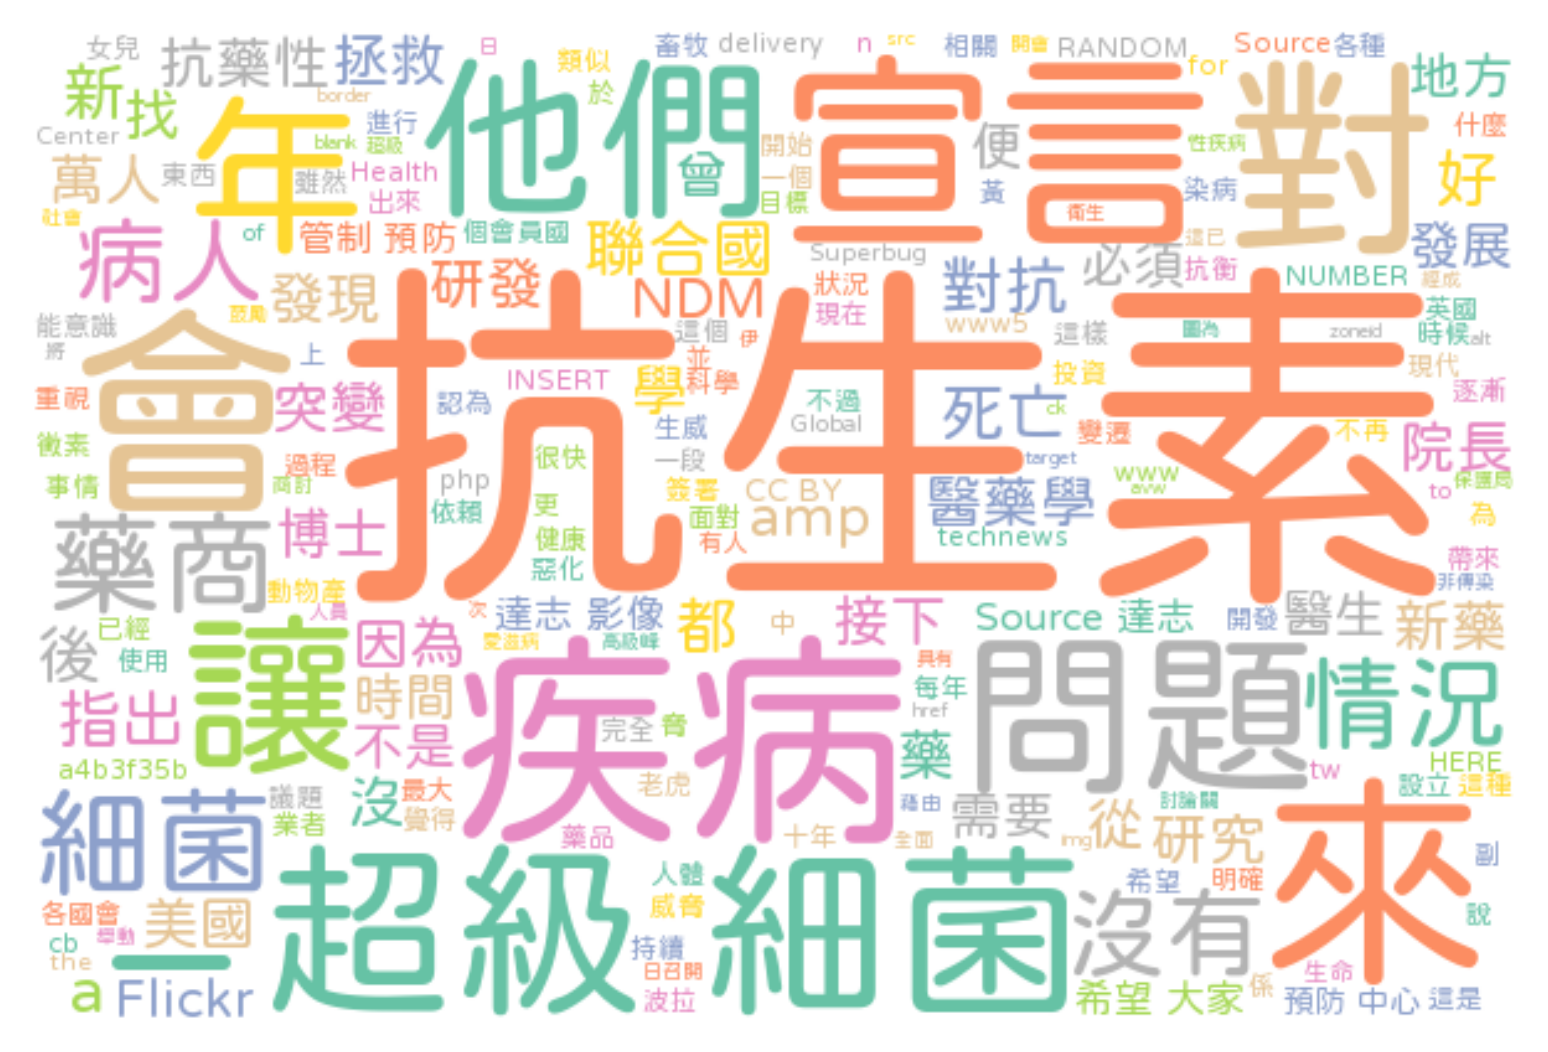 女兒
抗藥性
拯救
日
類似
畜牧
delivery
n
src
相關
開會
RANDOM
Source
各種
新
找
border
他們
於
宣言
for
對
地方
Center
年
blank
超級
進行
曾
開始
便
性疾病
什麼
萬人
東西
雖然
Health
一個
黃
染病
好
社會
出來
目標
衛生
病人
of
管制
預防
個會員國
聯合國
Superbug
必須
這已
發展
發現
研發
NDM
狀況
對抗
抗衡
NUMBER
經成
能意識
鼓勵
抗生素
這個
伊
現在
www5
這樣
圖為
zoneid
英國
時候
alt
將
會
上
並
現代
重視
突變
INSERT
學
科學
投資
逐漸
認為
不過
死亡
ck
黴素
生威
Global
變遷
不再
院長
過程
很快
一段
target
www
事情
商討
php
簽署
CC BY
醫藥學
avw
to
保護局
藥商
博士
依賴
更
面對
amp
為
健康
有人
technews
帶來
惡化
非傳染
動物產
人員
次
達志
影像
都
中
接下
Source
達志
開發
醫生
新藥
後
已經
讓
因為
愛滋病
高級峰
使用
疾病
具有
問題
情況
指出
時間
每年
href
完全
脅
不是
藥
a4b3f35b
tw
HERE
細菌
議題
沒
最大
老虎
藉由
需要
從
討論關
設立
這種
業者
覺得
藥品
十年
全面
img
研究
來
超級細菌
人體
希望
明確
副
各國會
舉動
美國
威脅
沒有
說
cb
the
一
持續
日召開
生命
a
Flickr
波拉
希望
大家
係
預防
中心
這是